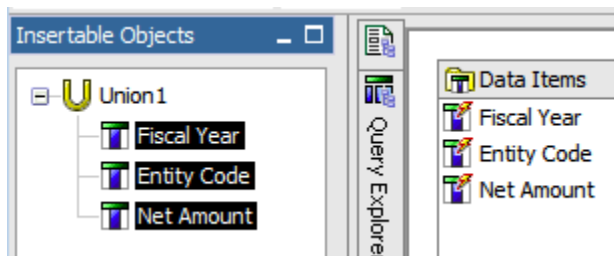 Insertable Objects
Union1
Fiscal Year
Entity Code
Net Amount
Query Explore
Data Items
Fiscal Year
Entity Code
Net Amount